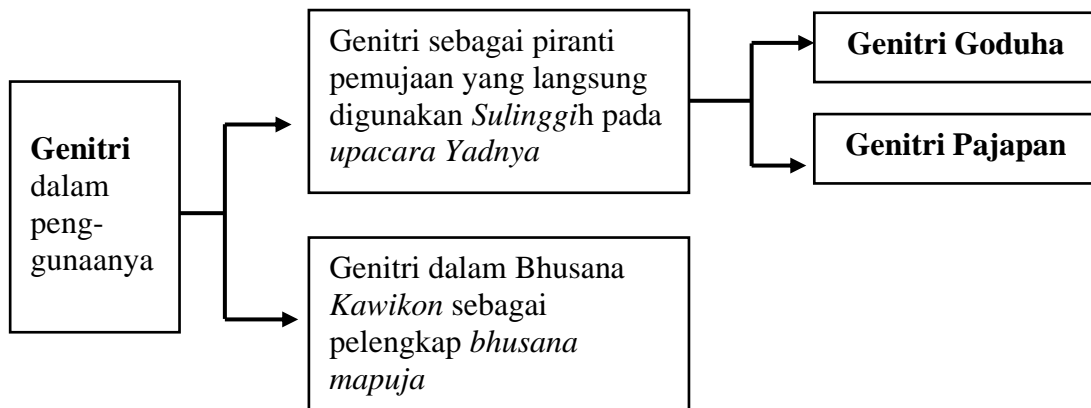 Genitri
dalam
peng-
gunaanya
Genitri sebagai piranti
pemujaan yang langsung
digunakan Sulinggih pada
upacara Yadnya
Genitri dalam Bhusana
Kawikon sebagai
pelengkap bhusana
mapuja
Genitri Goduha
Genitri Pajapan